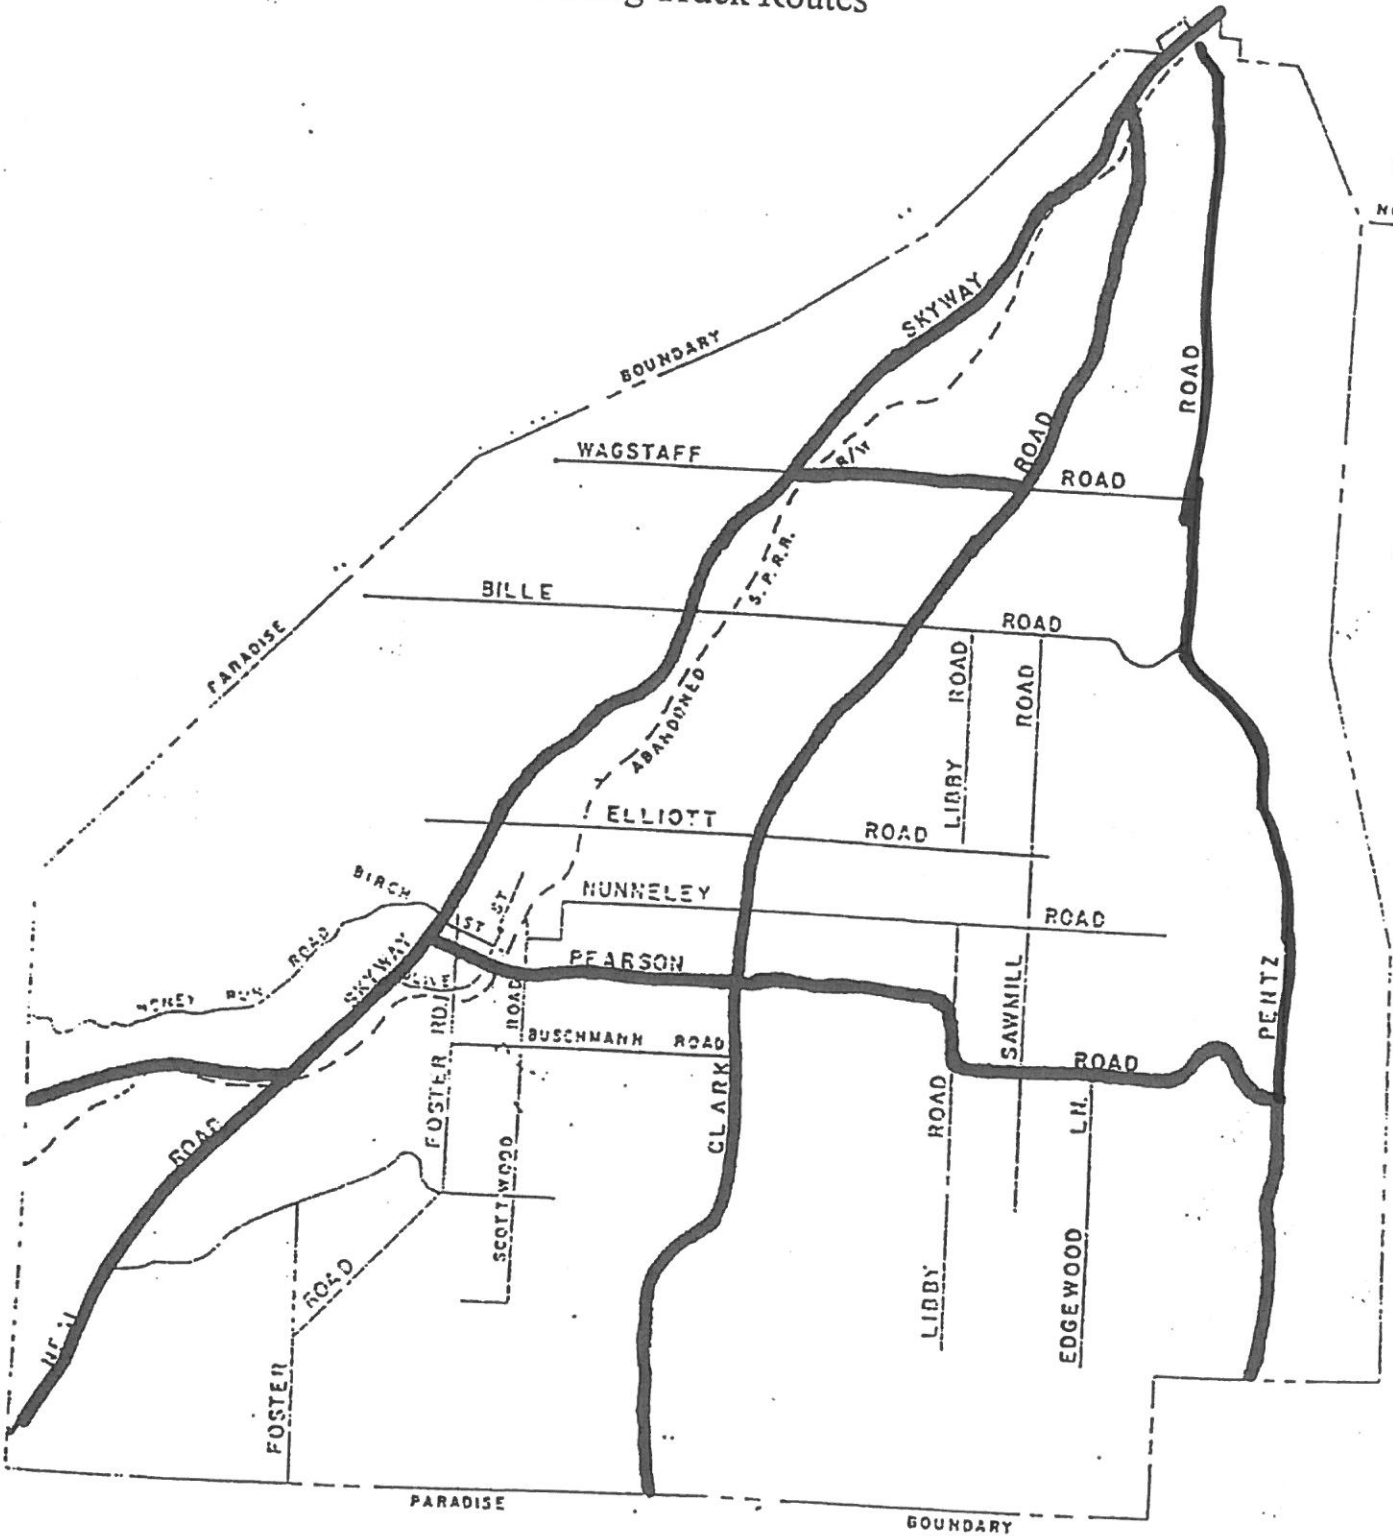 Truck Routes
SKYWAY
ROAD
BOUNDARY
ROAD
WAGSTAFF
R/W
ROAD
ROAD
S.P.R.R.
BILLE
ROAD
PARADISE
ABANDONED
ROAD
ROAD
LIBBY
ELLIOTT
ROAD
BIRCH
NUNNELEY
ROAD
ST
1ST
ROAD
SKYWAY
PEARSON
HONEY RUN
ROAD
RD.
SAWMILL
PENTZ
BUSCHMANN ROAD
ROAD
FOSTER
CLARK
ROAD
LN.
ROAD
SCOTTWOOD
ROAD
LIBBY
EDGEWOOD
FOSTER
PARADISE
BOUNDARY